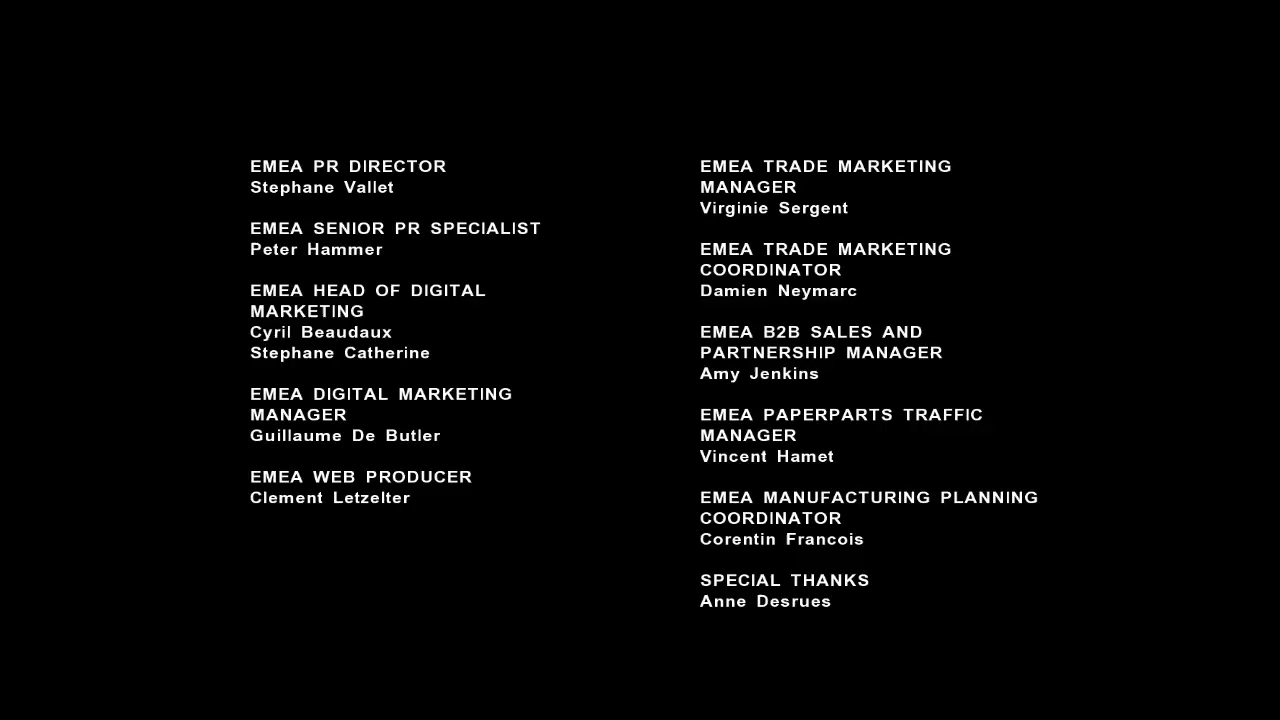 EMEA PR DIRECTOR
Stephane Vallet
EMEA SENIOR PR SPECIALIST
Peter Hammer
EMEA HEAD OF DIGITAL
MARKETING
Cyril Beaudaux
Stephane Catherine
EMEA DIGITAL MARKETING
MANAGER
Guillaume De Butler
EMEA WEB PRODUCER
Clement Letzelter
EMEA TRADE MARKETING
MANAGER
Virginie Sergent
EMEA TRADE MARKETING
COORDINATOR
Damien Neymarc
EMEA B2B SALES AND
PARTNERSHIP MANAGER
Amy Jenkins
EMEA PAPERPARTS TRAFFIC
MANAGER
Vincent Hamet
EMEA MANUFACTURING PLANNING
COORDINATOR
Corentin Francois
SPECIAL THANKS
Anne Desrues